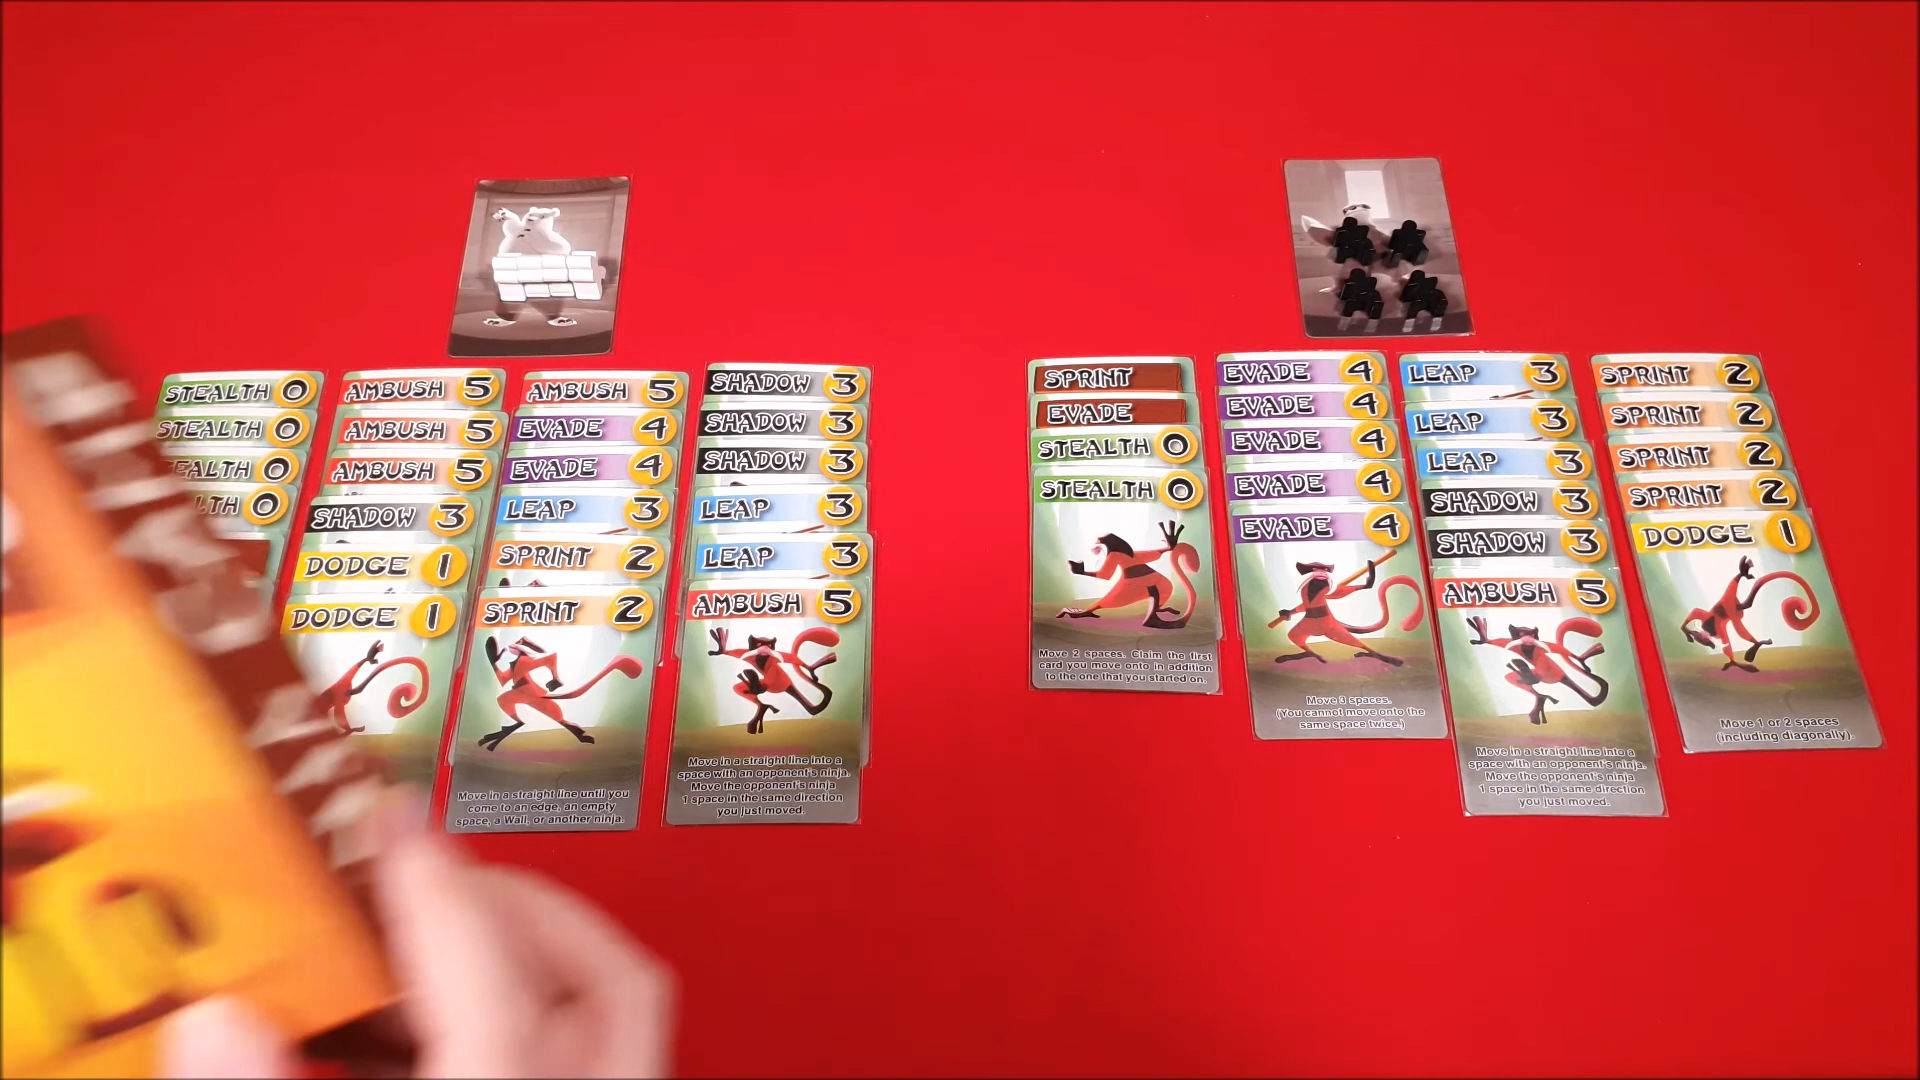 STEALTH 0
STEALTH 0
EALTH 0
LTH 0
AMBUSH 5
AMBUSH 5
AMBUSH 5
SHADOW 3
DODGE 1
DODGE 1
AMBUSH 5
EVADE 4
EVADE 4
LEAP 3
SPRINT 2
SPRINT 2
Move in a straight line until you
come to an edge, an empty
space, a Wall, or another ninja.
SHADOW 3
SHADOW 3
SHADOW 3
LEAP 3
LEAP 3
AMBUSH 5
Move in a straight line into a
space with an opponent's ninja.
Move the opponent's ninja
1 space in the same direction
you just moved.
SPRINT
EVADE
STEALTH 0
STEALTH 0
Move 2 spaces. Claim the first
card you move onto in addition
to the one that you started on.
EVADE 4
EVADE 4
EVADE 4
EVADE 4
EVADE 4
Move 3 spaces.
(You cannot move onto the
same space twice.)
LEAP 3
LEAP 3
LEAP 3
SHADOW 3
SHADOW 3
AMBUSH 5
Move in a straight line into a
space with an opponent's ninja.
Move the opponent's ninja
1 space in the same direction
you just moved.
SPRINT 2
SPRINT 2
SPRINT 2
SPRINT 2
DODGE 1
Move 1 or 2 spaces
(including diagonally).